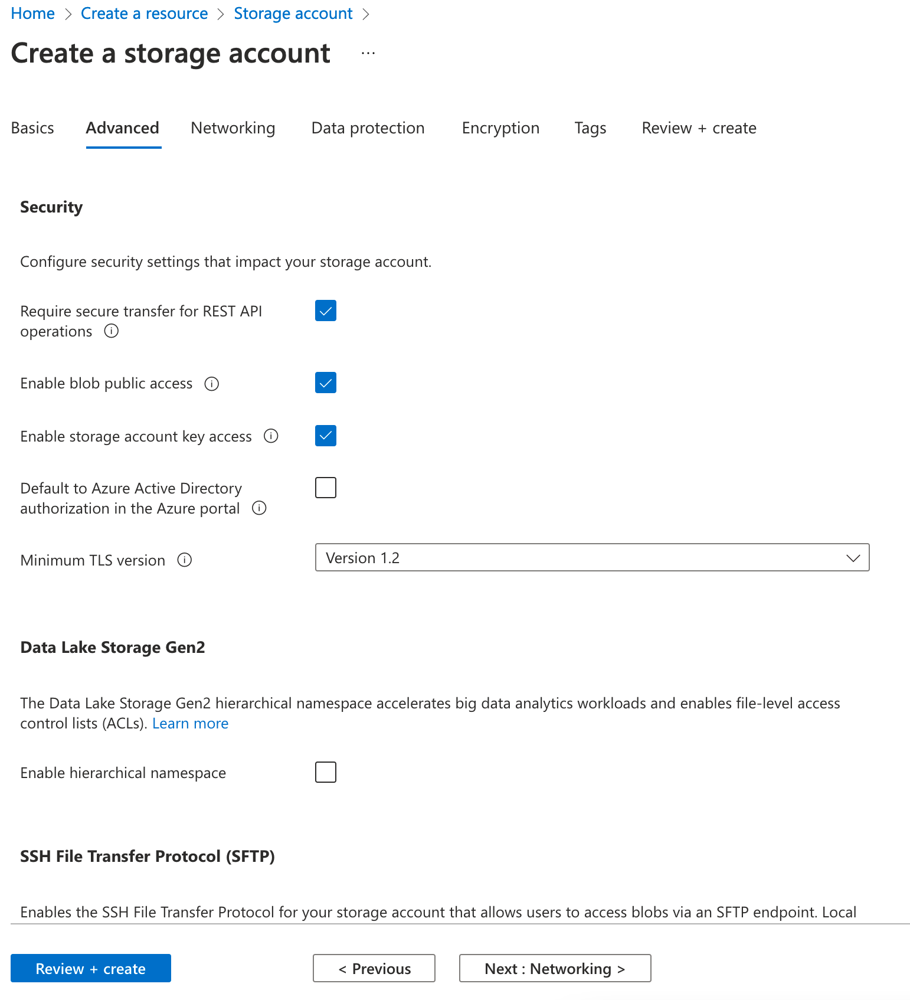 Home > Create a resource > Storage account >
Create a storage account ...
Basics Advanced Networking Data protection Encryption Tags Review + create
Security
Configure security settings that impact your storage account.
Require secure transfer for REST API
operations
Enable blob public access
Enable storage account key access
Default to Azure Active Directory
authorization in the Azure portal
Minimum TLS version Version 1.2
Data Lake Storage Gen2
The Data Lake Storage Gen2 hierarchical namespace accelerates big data analytics workloads and enables file-level access
control lists (ACLs). Learn more
Enable hierarchical namespace
SSH File Transfer Protocol (SFTP)
Enables the SSH File Transfer Protocol for your storage account that allows users to access blobs via an SFTP endpoint. Local
Review + create < Previous Next : Networking >